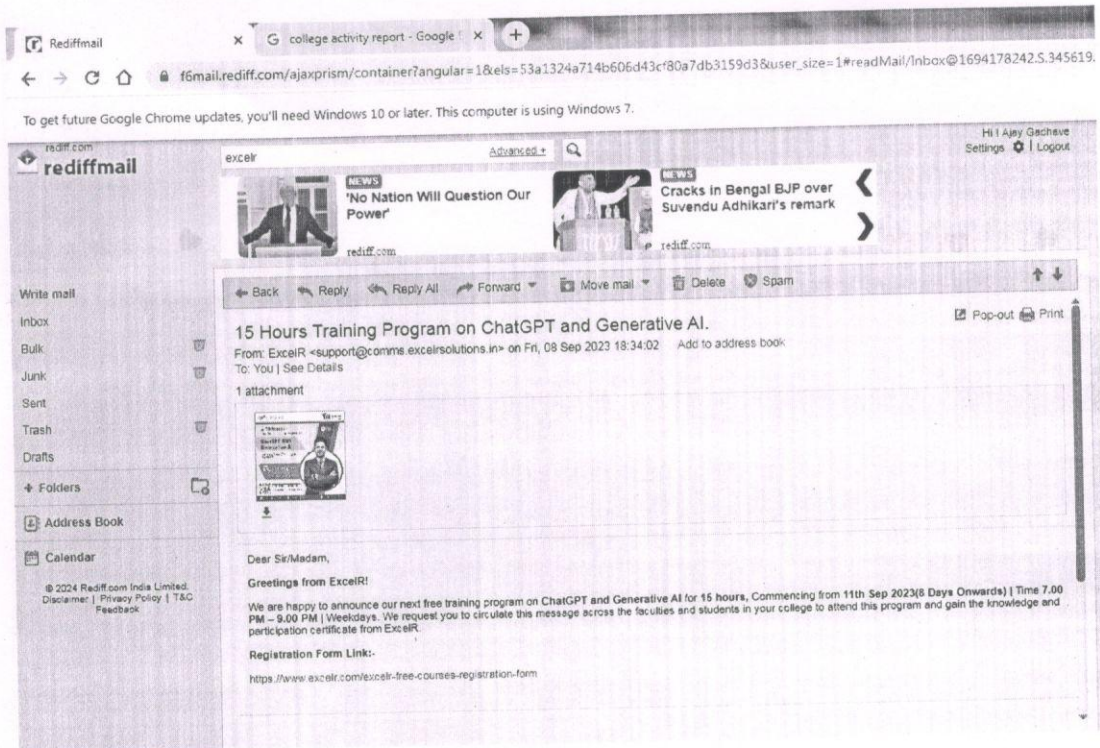 Rediffmail
college activity report - Google
f6mail.rediff.com/ajaxprism/container?angular=1&els=53a1324a714b606d43cf80a7db3159d3&user_size=1#readMail/Inbox@1694178242.S.345619.
To get future Google Chrome updates, you'll need Windows 10 or later. This computer is using Windows 7.
rediff.com
rediffmail
excelr
Advanced +
Hi ! Ajay Gachave
Settings | Logout
NEWS
'No Nation Will Question Our
Power'
rediff.com
NEWS
Cracks in Bengal BJP over
Suvendu Adhikari's remark
rediff.com
Write mail
Inbox
Bulk
Junk
Sent
Trash
Drafts
+ Folders
Address Book
Calendar
© 2024 Rediff.com India Limited.
Disclaimer | Privacy Policy | T&C
Feedback
Back Reply Reply All Forward Move mail Delete Spam
15 Hours Training Program on ChatGPT and Generative AI.
Pop-out Print
From: ExcelR <support@comms.excelrsolutions.in> on Fri, 08 Sep 2023 18:34:02 Add to address book
To: You | See Details
1 attachment
Dear Sir/Madam,
Greetings from ExcelR!
We are happy to announce our next free training program on ChatGPT and Generative AI for 15 hours, Commencing from 11th Sep 2023(8 Days Onwards) | Time 7.00
PM – 9.00 PM | Weekdays. We request you to circulate this message across the faculties and students in your college to attend this program and gain the knowledge and
participation certificate from ExcelR.
Registration Form Link:-
https://www.excelr.com/excelr-free-courses-registration-form